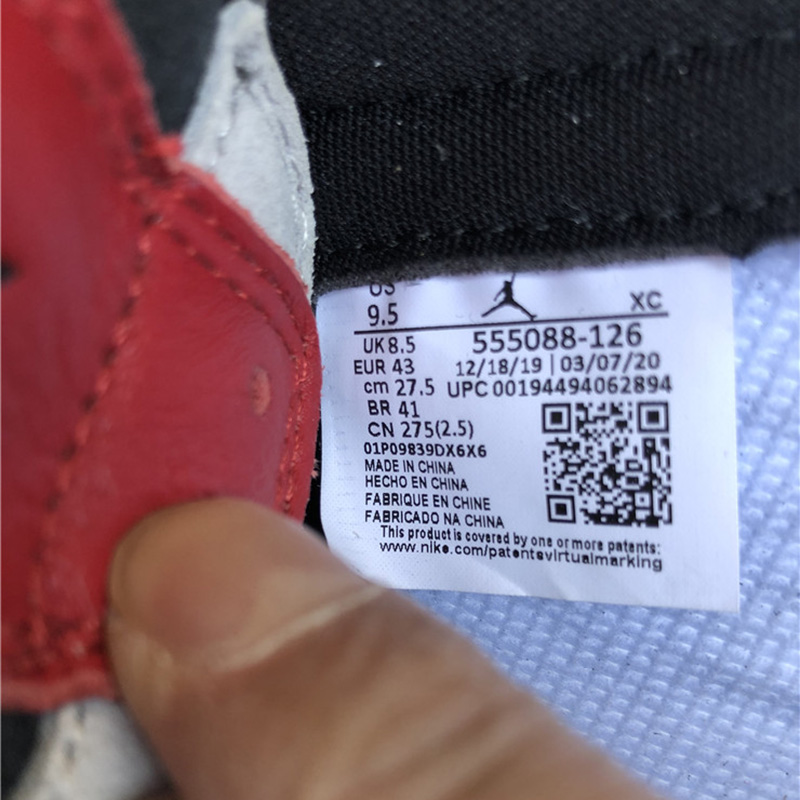 US
9.5
XC
UK 8.5
555088-126
EUR 43
12/18/19 | 03/07/20
cm 27.5
UPC 00194494062894
BR 41
CN 275(2.5)
01P09839DX6X6
MADE IN CHINA
HECHO EN CHINA
FABRIQUE EN CHINE
FABRICADO NA CHINA
This product is covered by one or more patents:
www.nike.com/patentsvirtualmarking